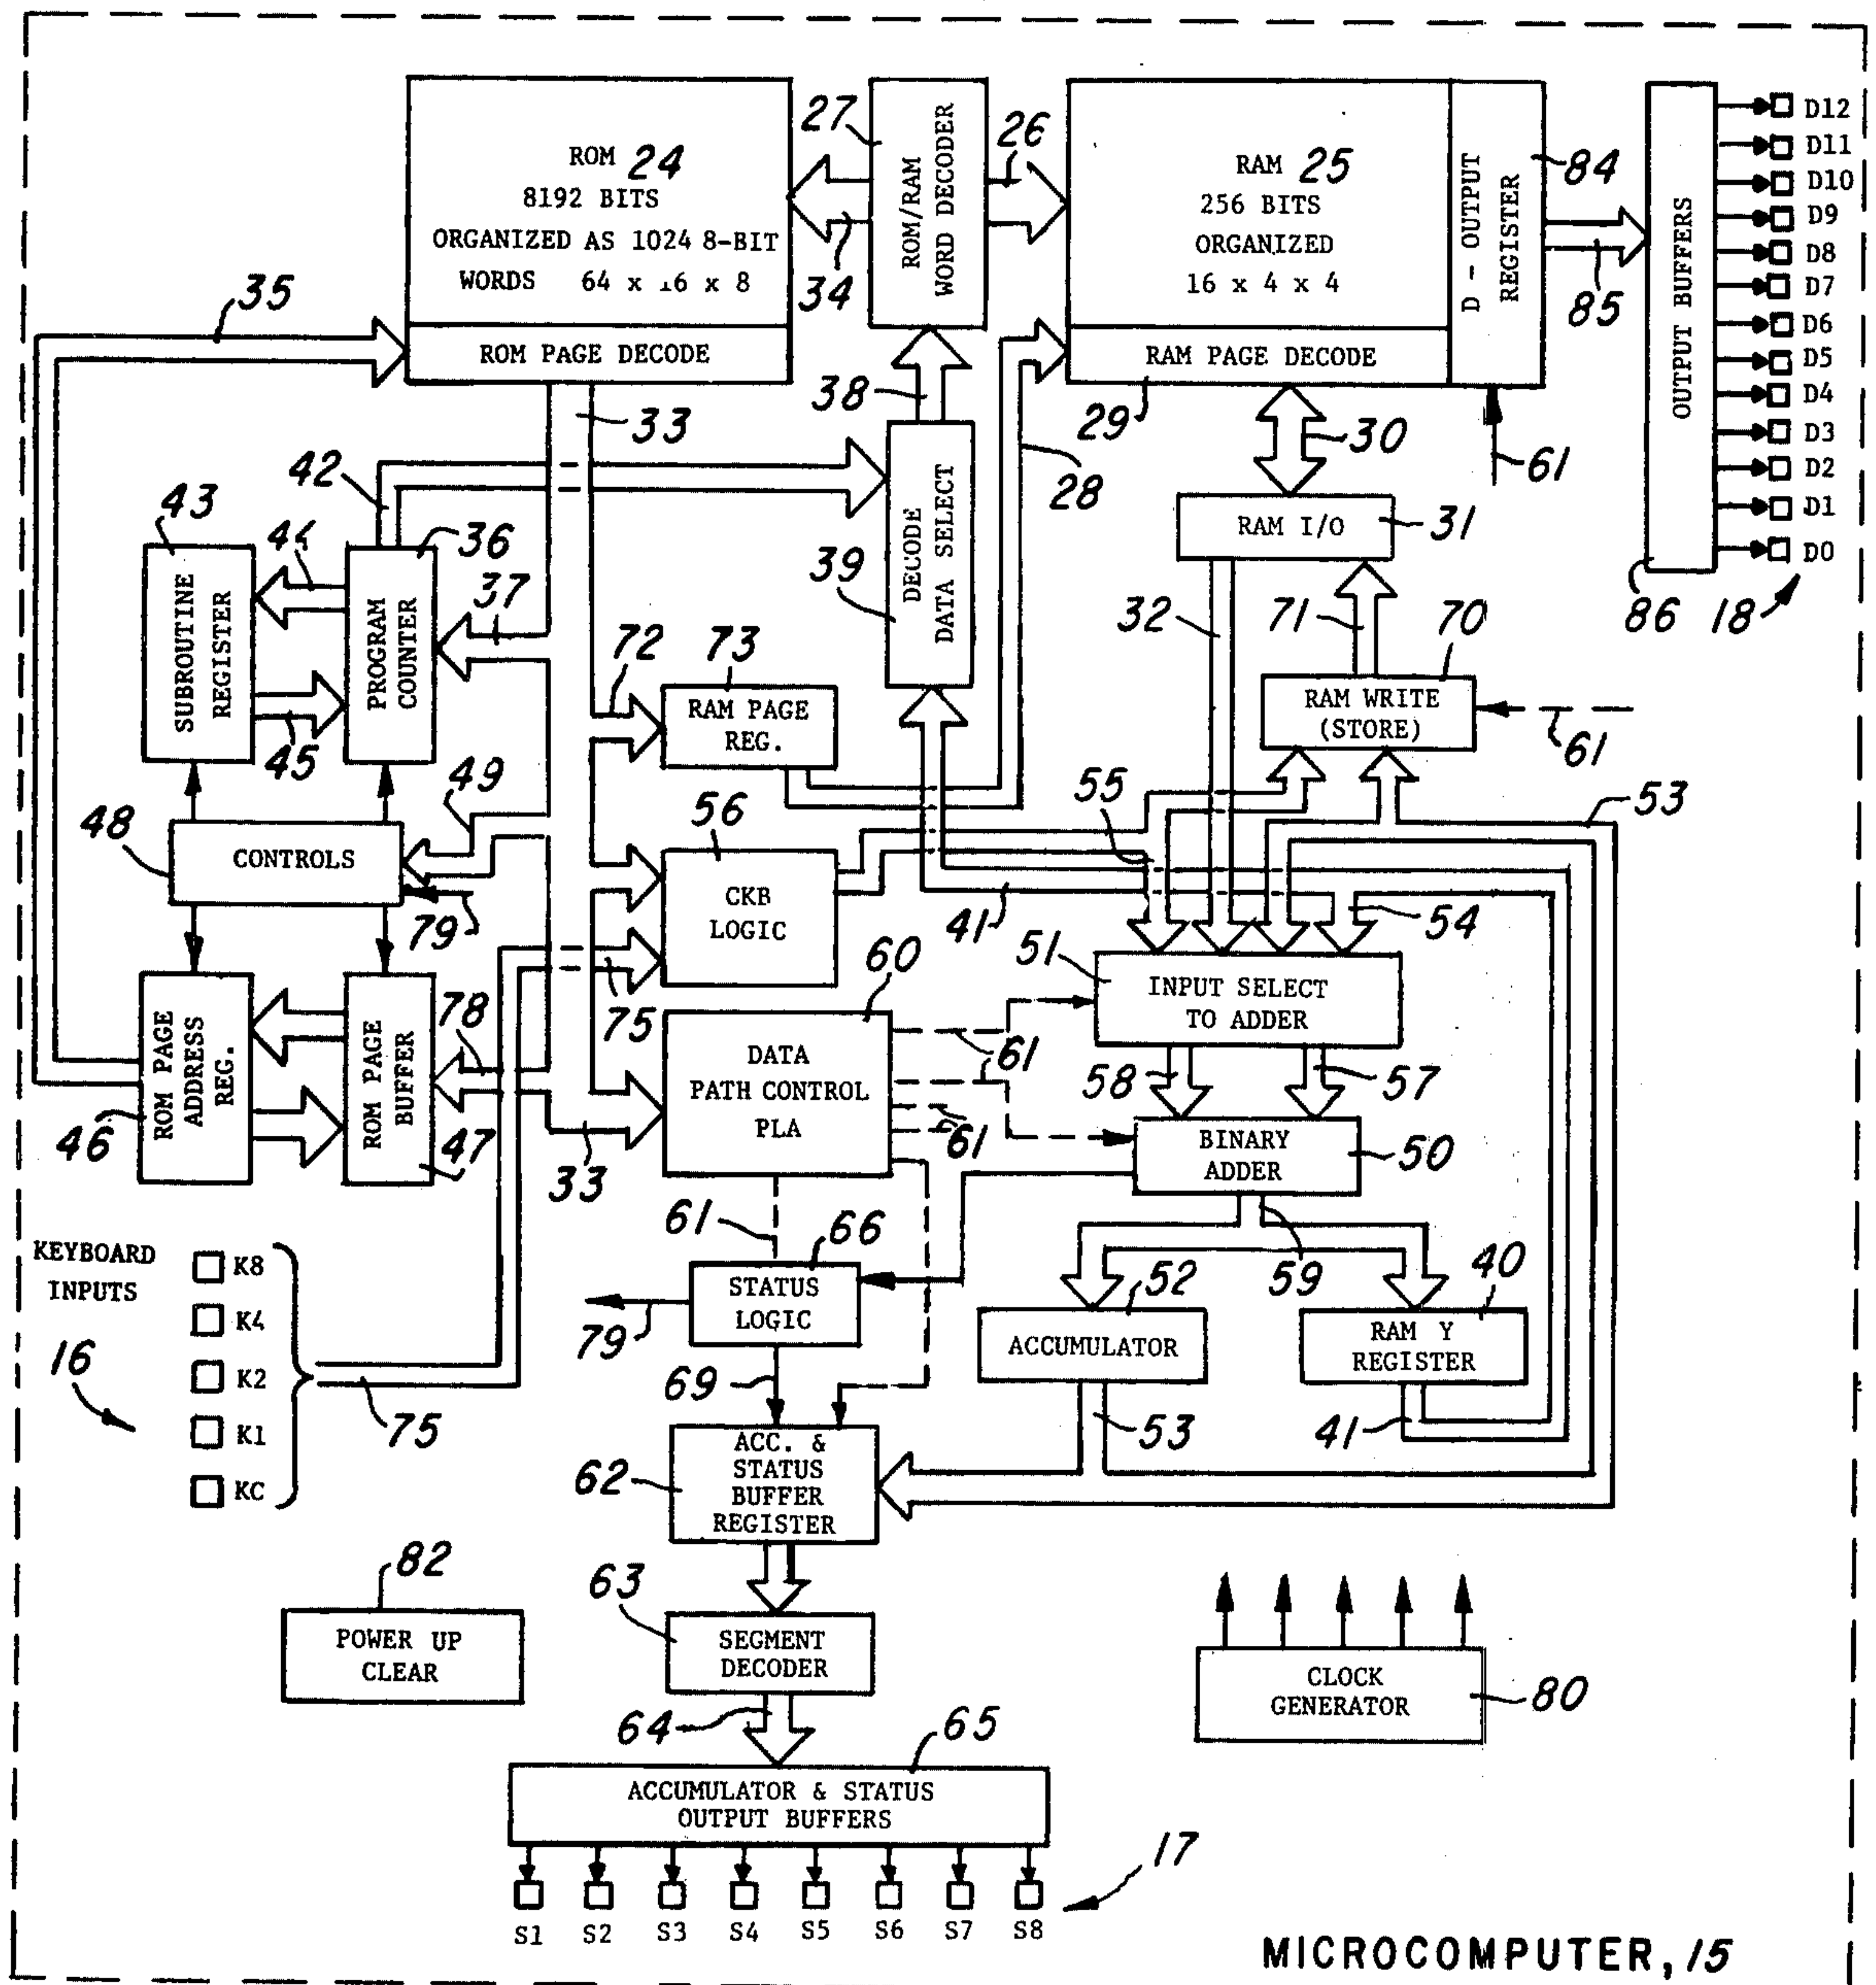 ROM 24
8192 BITS
ORGANIZED AS 1024 8-BIT
WORDS 64 x 16 x 8
ROM PAGE DECODE
27
ROM/RAM
WORD DECODER
26
34
RAM 25
256 BITS
ORGANIZED
16 x 4 x 4
RAM PAGE DECODE
D - OUTPUT
REGISTER
84
85
OUTPUT BUFFERS
D12
D11
D10
D9
D8
D7
D6
D5
D4
D3
D2
D1
D0
86
18
35
33
38
29
30
61
28
42
43
44
36
37
SUBROUTINE
REGISTER
PROGRAM
COUNTER
45
39
DECODE
DATA SELECT
RAM I/O
31
32
71
70
RAM WRITE
(STORE)
61
72
73
RAM PAGE
REG.
49
48
CONTROLS
79
56
CKB
LOGIC
55
53
41
54
75
46
ROM PAGE
ADDRESS
REG.
ROM PAGE
BUFFER
47
78
33
60
DATA
PATH CONTROL
PLA
61
61
61
51
INPUT SELECT
TO ADDER
58
57
BINARY
ADDER
50
59
61
66
STATUS
LOGIC
79
69
52
ACCUMULATOR
40
RAM Y
REGISTER
53
41
KEYBOARD
INPUTS
K8
K4
K2
K1
KC
16
75
62
ACC. &
STATUS
BUFFER
REGISTER
82
POWER UP
CLEAR
63
SEGMENT
DECODER
64
65
ACCUMULATOR & STATUS
OUTPUT BUFFERS
S1 S2 S3 S4 S5 S6 S7 S8
17
CLOCK
GENERATOR
80
MICROCOMPUTER, 15